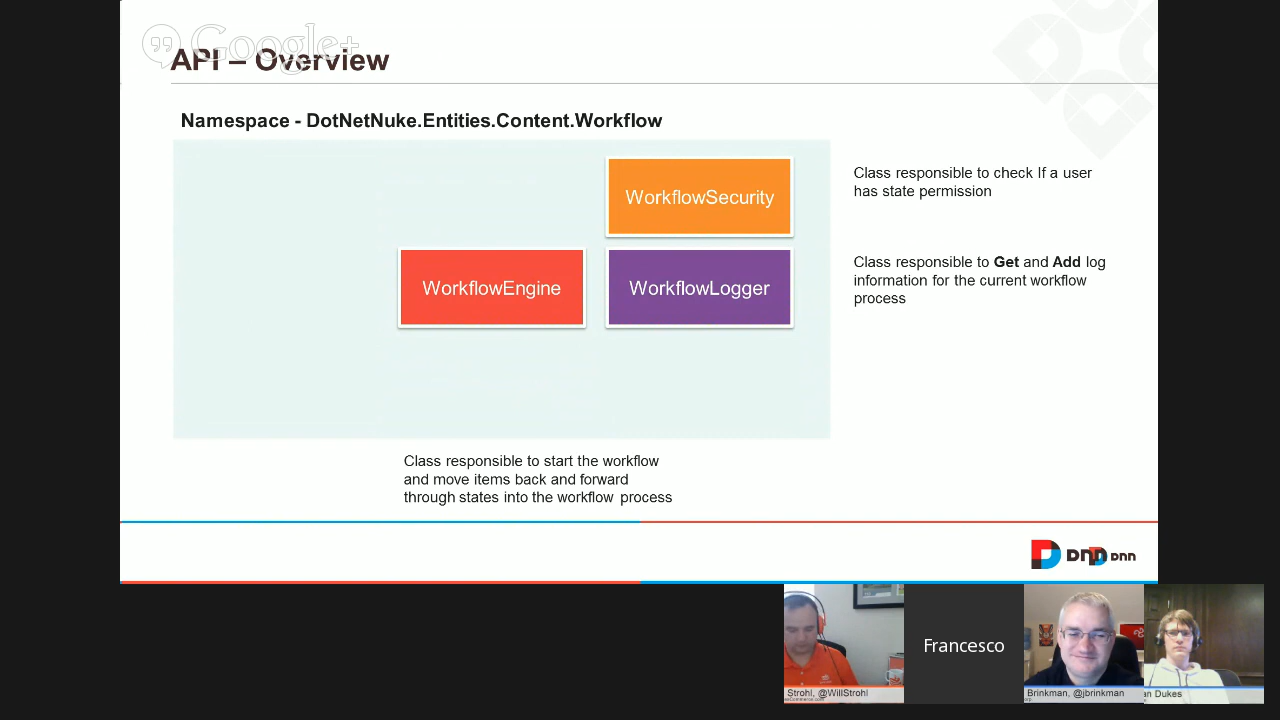 Google+
API – Overview
Namespace - DotNetNuke.Entities.Content.Workflow
WorkflowSecurity
Class responsible to check If a user
has state permission
WorkflowEngine
WorkflowLogger
Class responsible to Get and Add log
information for the current workflow
process
Class responsible to start the workflow
and move items back and forward
through states into the workflow process
dnn
Francesco
Strohl, @WillStrohl
Brinkman, @jbrinkman
an Dukes